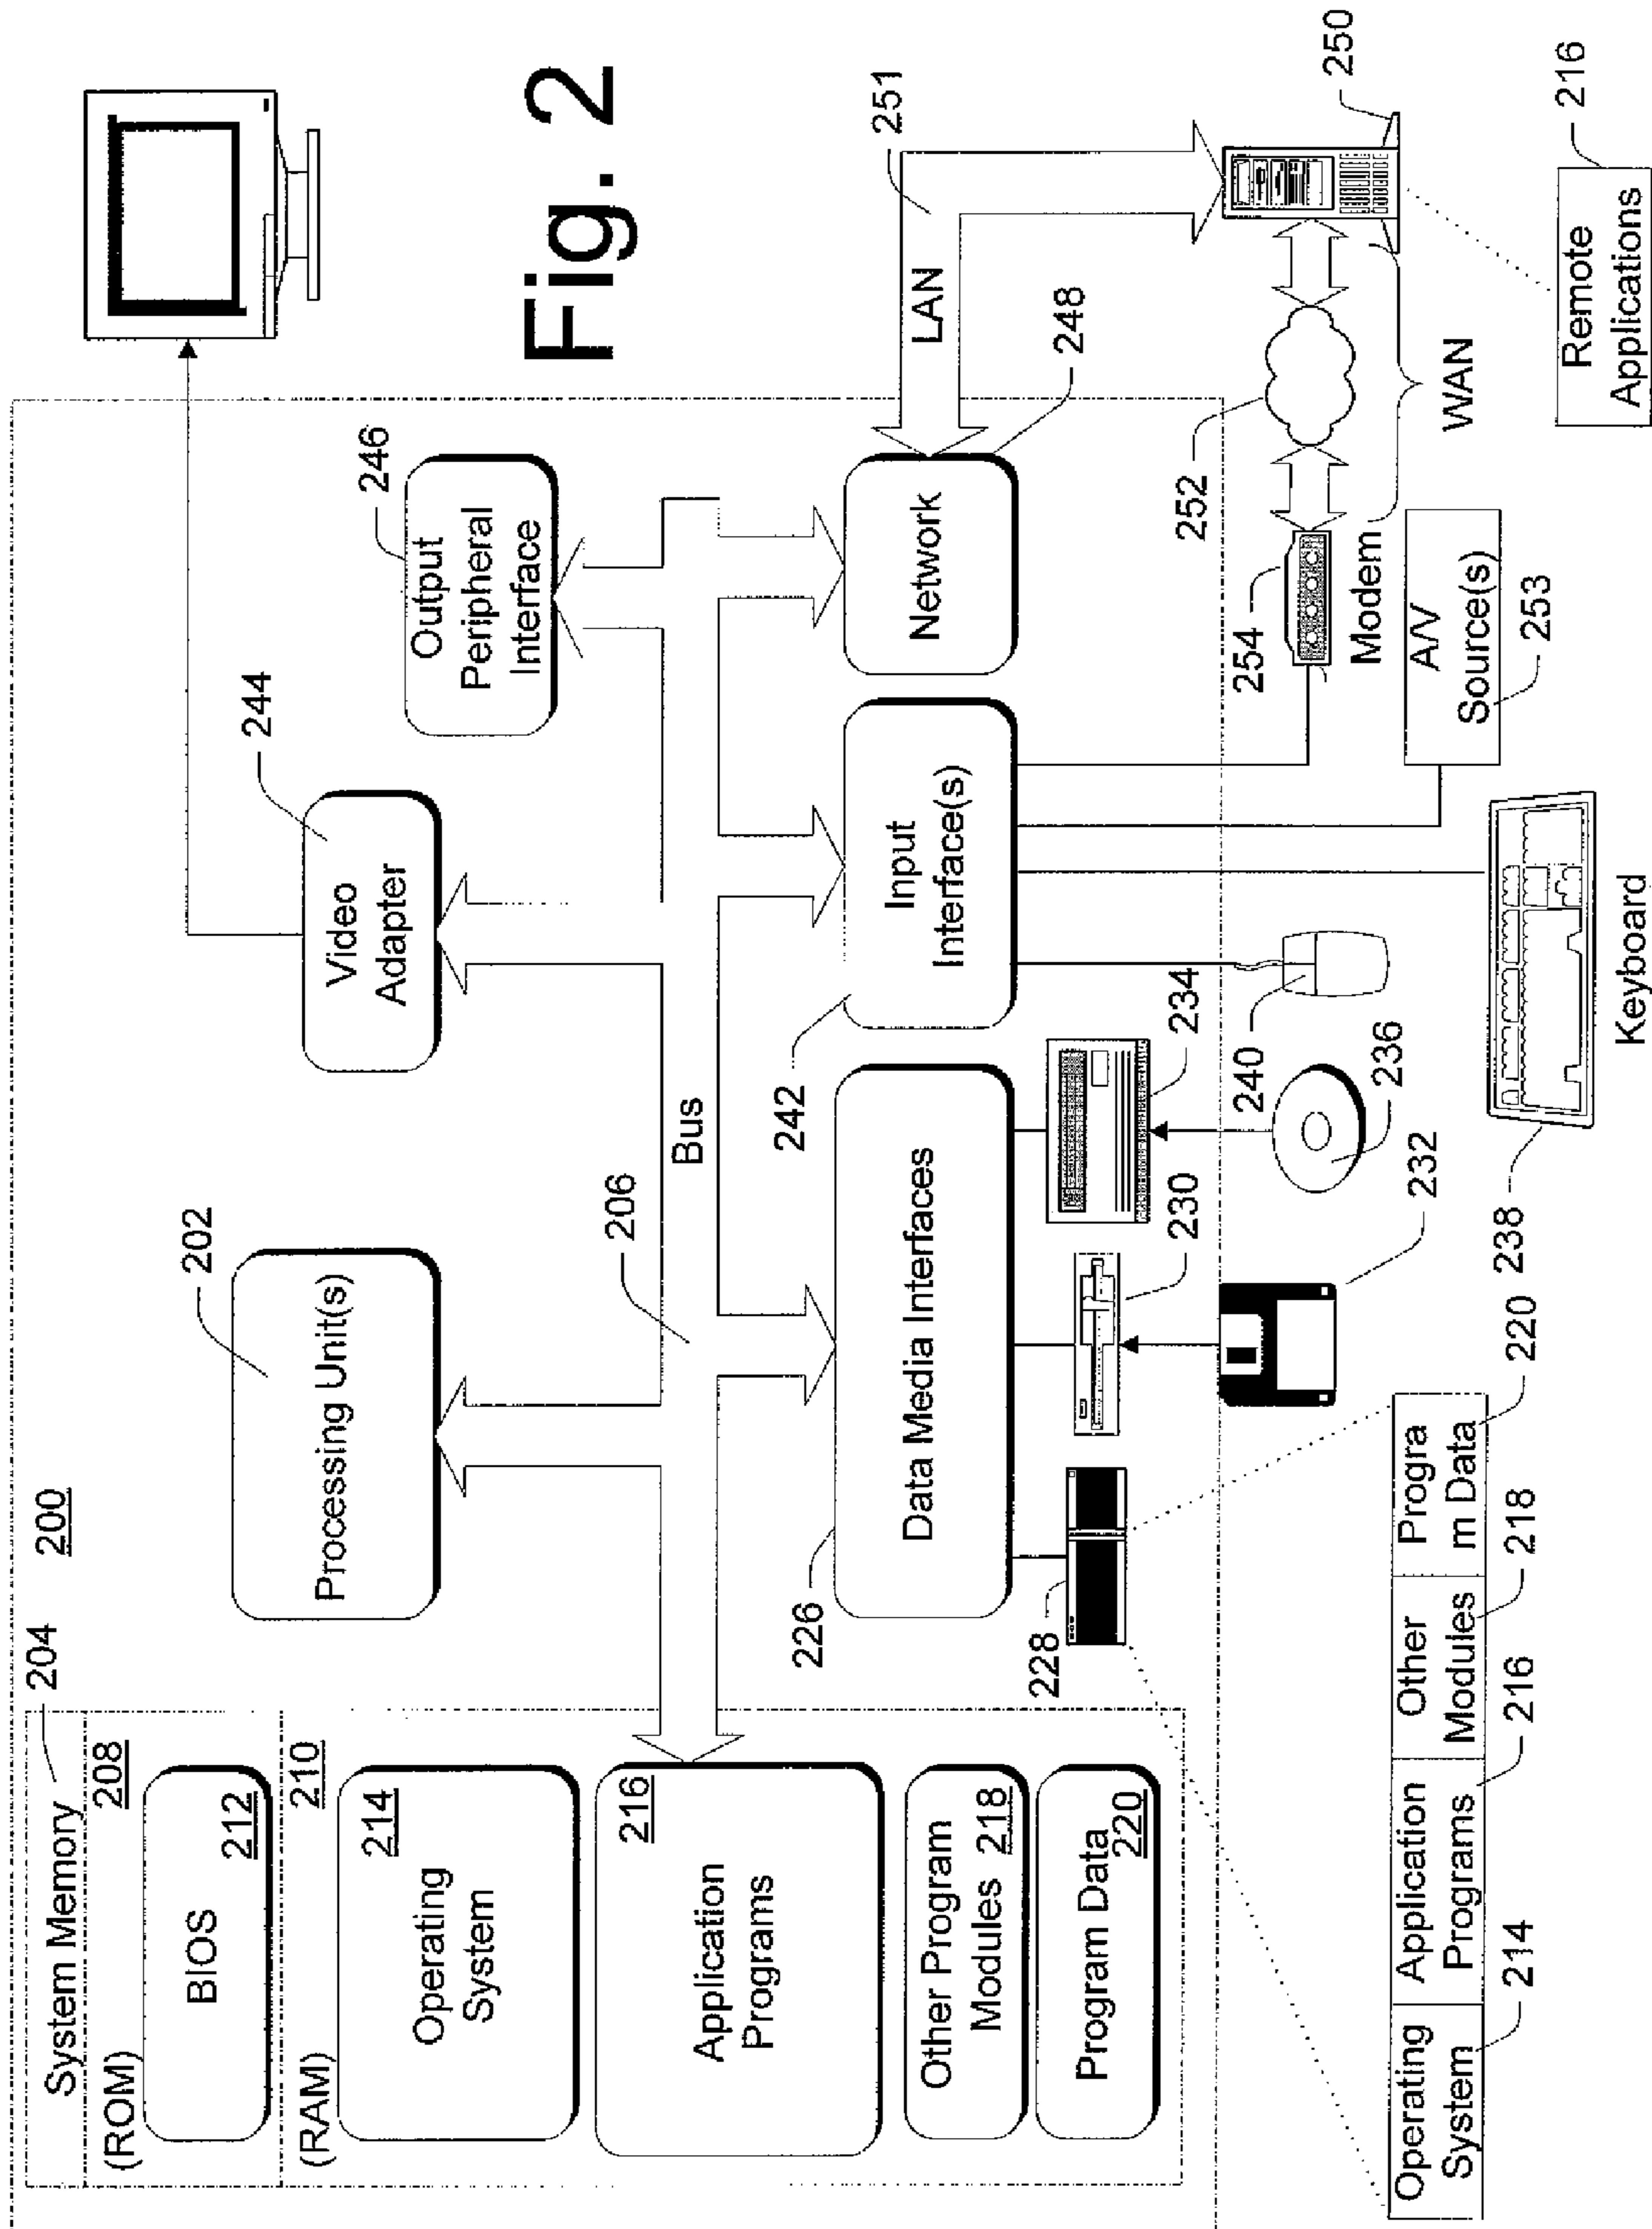 200
System Memory
204
(ROM)
208
BIOS
212
(RAM)
210
Operating
System
214
216
Application
Programs
Other Program
Modules 218
Program Data
220
202
Processing Unit(s)
206
Bus
244
Video
Adapter
246
Output
Peripheral
Interface
Fig. 2
226
Data Media Interfaces
242
Input
Interface(s)
Network
248
LAN
251
228
230
234
232
236
240
254
Modem
252
WAN
250
A/V
Source(s)
253
238
Keyboard
Remote
Applications
216
Operating
System
214
Application
Programs
216
Other
Modules
218
Progra
m Data
220